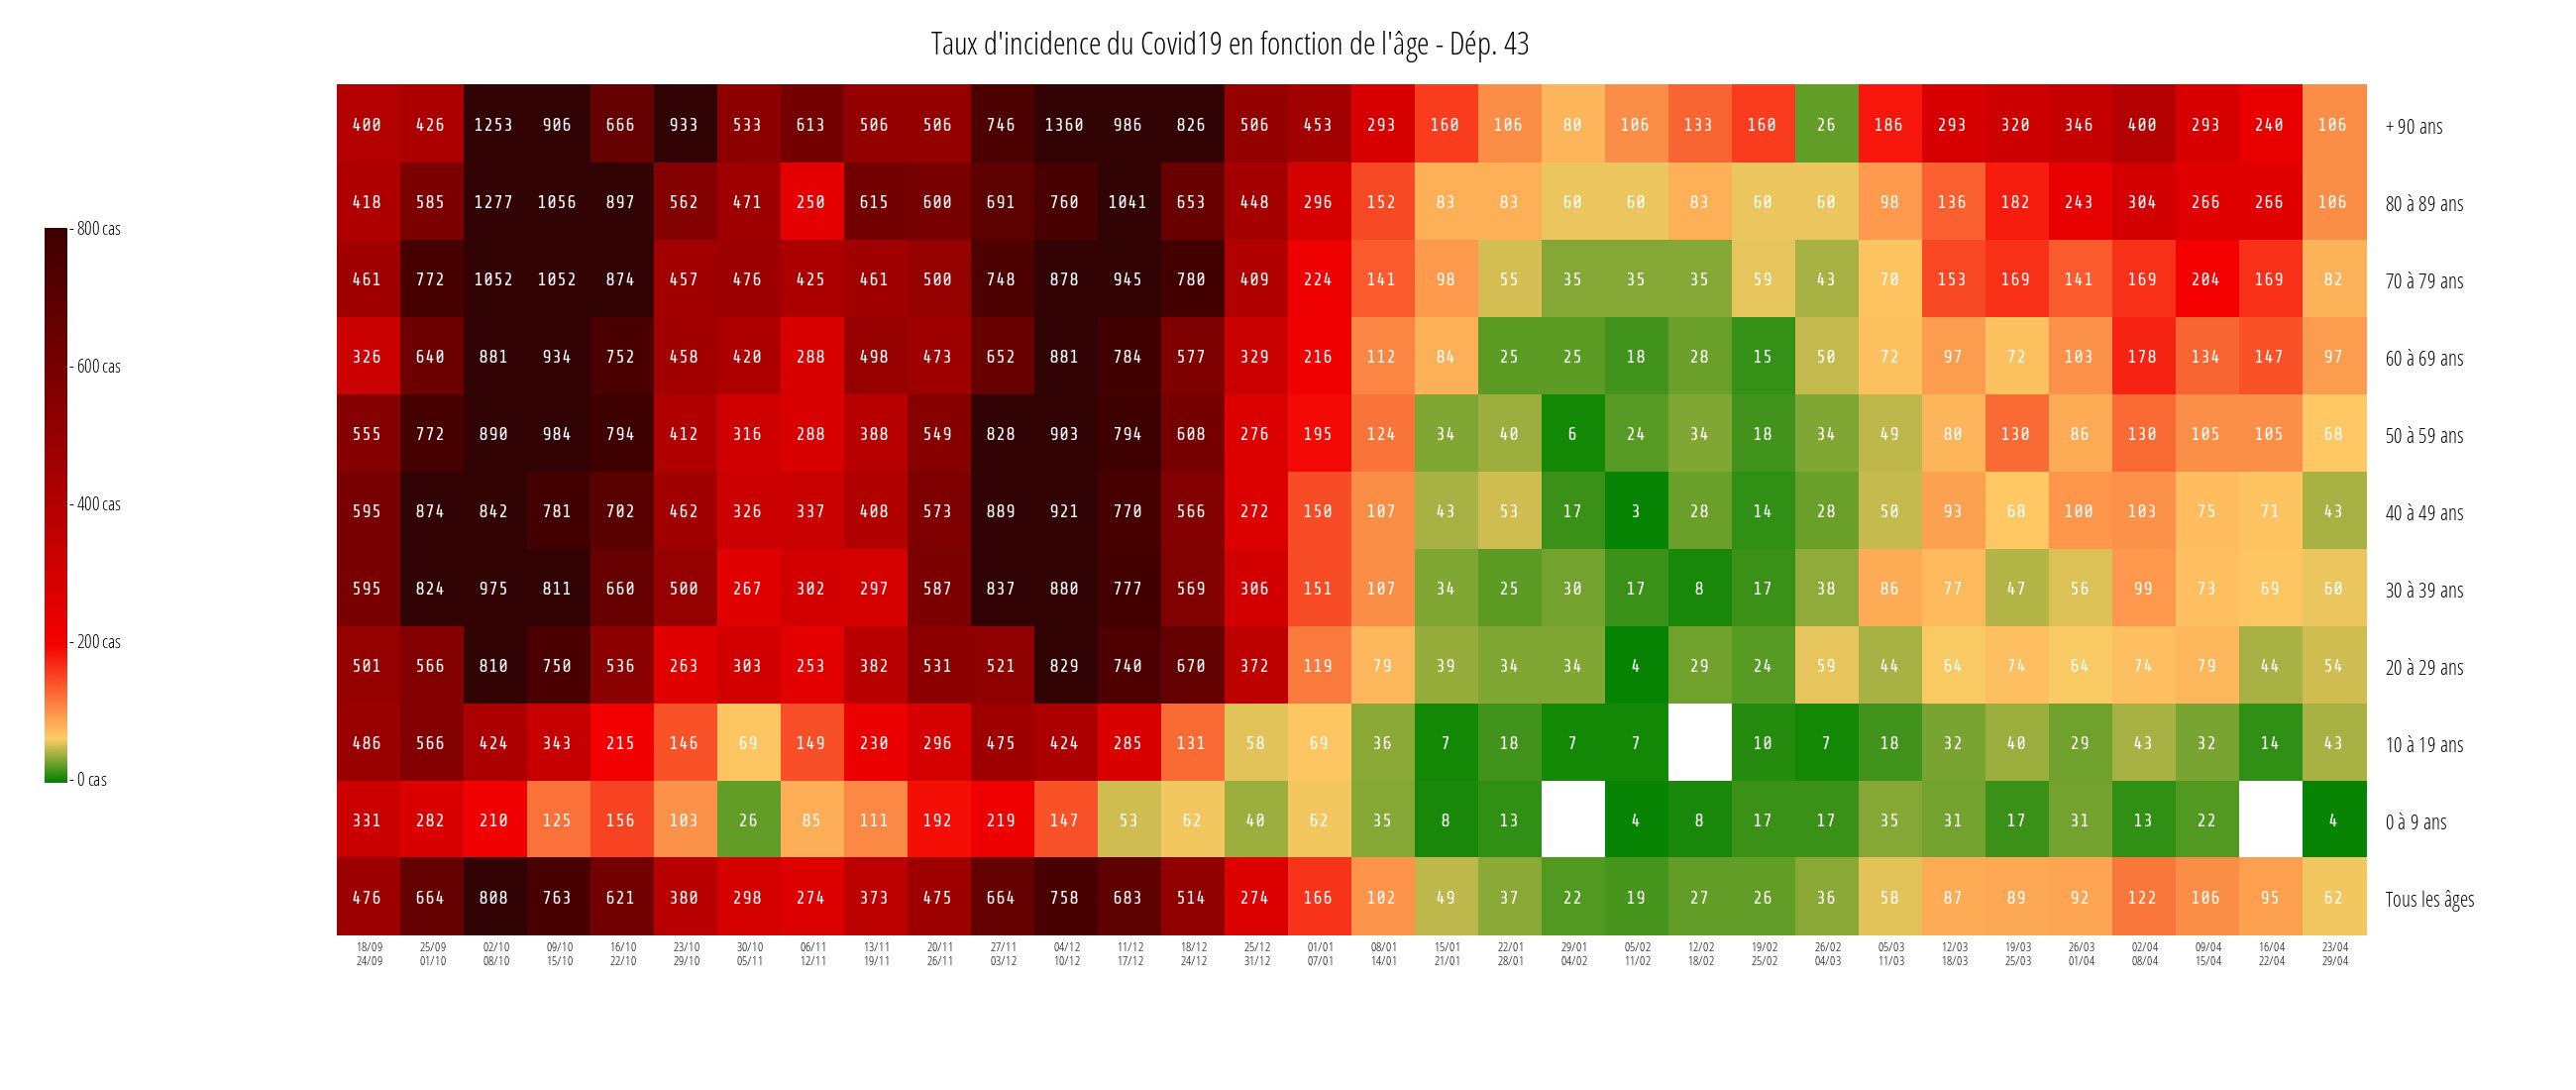 Taux d'incidence du Covid19 en fonction de l'âge - Dép. 43
400 426 1253 906 666 933 533 613 506 506 746 1360 986 826 506 453 293 160 106 80 106 133 160 26 186 293 320 346 400 293 240 106 + 90 ans
418 585 1277 1056 897 562 471 250 615 600 691 760 1041 653 448 296 152 83 83 60 60 83 60 60 98 136 182 243 304 266 266 106 80 à 89 ans
- 800 cas
461 772 1052 1052 874 457 476 425 461 500 748 878 945 780 409 224 141 98 55 35 35 35 59 43 70 153 169 141 169 204 169 82 70 à 79 ans
326 640 881 934 752 458 420 288 498 473 652 881 784 577 329 216 112 84 25 25 18 28 15 50 72 97 72 103 178 134 147 97 60 à 69 ans
- 600 cas
555 772 890 984 794 412 316 288 388 549 828 903 794 608 276 195 124 34 40 6 24 34 18 34 49 80 130 86 130 105 105 68 50 à 59 ans
- 400 cas
595 874 842 781 702 462 326 337 408 573 889 921 770 566 272 150 107 43 53 17 3 28 14 28 50 93 68 100 103 75 71 43 40 à 49 ans
595 824 975 811 660 500 267 302 297 587 837 880 777 569 306 151 107 34 25 30 17 8 17 38 86 77 47 56 99 73 69 60 30 à 39 ans
- 200 cas
501 566 810 750 536 263 303 253 382 531 521 829 740 670 372 119 79 39 34 34 4 29 24 59 44 64 74 64 74 79 44 54 20 à 29 ans
486 566 424 343 215 146 69 149 230 296 475 424 285 131 58 69 36 7 18 7 7 10 7 18 32 40 29 43 32 14 43 10 à 19 ans
- 0 cas
331 282 210 125 156 103 26 85 111 192 219 147 53 62 40 62 35 8 13 4 8 17 17 35 31 17 31 13 22 4 0 à 9 ans
476 664 808 763 621 380 298 274 373 475 664 758 683 514 274 166 102 49 37 22 19 27 26 36 58 87 89 92 122 106 95 62 Tous les âges
18/09 25/09 02/10 09/10 16/10 23/10 30/10 06/11 13/11 20/11 27/11 04/12 11/12 18/12 25/12 01/01 08/01 15/01 22/01 29/01 05/02 12/02 19/02 26/02 05/03 12/03 19/03 26/03 02/04 09/04 16/04 23/04
24/09 01/10 08/10 15/10 22/10 29/10 05/11 12/11 19/11 26/11 03/12 10/12 17/12 24/12 31/12 07/01 14/01 21/01 28/01 04/02 11/02 18/02 25/02 04/03 11/03 18/03 25/03 01/04 08/04 15/04 22/04 29/04